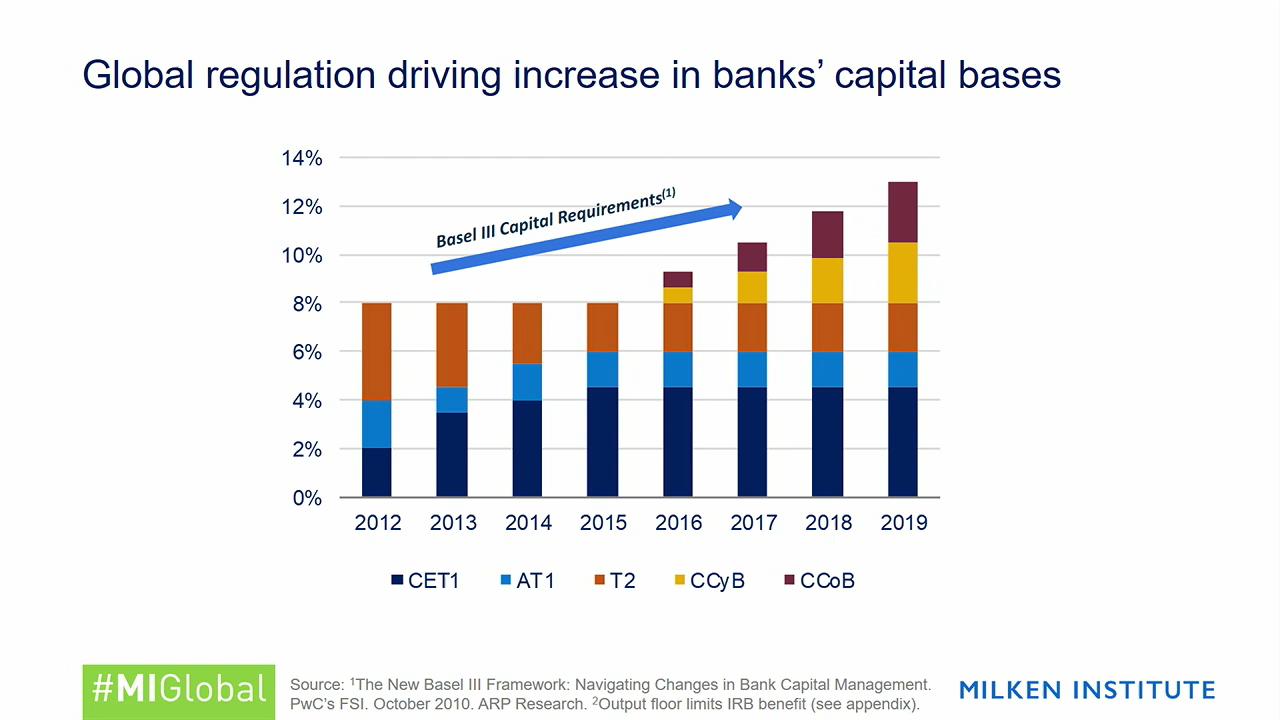 Global regulation driving increase in banks’ capital bases
14%
12%
10%
8%
6%
4%
2%
0%
Basel III Capital Requirements(1)
2012 2013 2014 2015 2016 2017 2018 2019
CET1 AT1 T2 CCyB CCoB
#MIGlobal
Source: ¹The New Basel III Framework: Navigating Changes in Bank Capital Management.
PwC’s FSI. October 2010. ARP Research. ²Output floor limits IRB benefit (see appendix).
MILKEN INSTITUTE